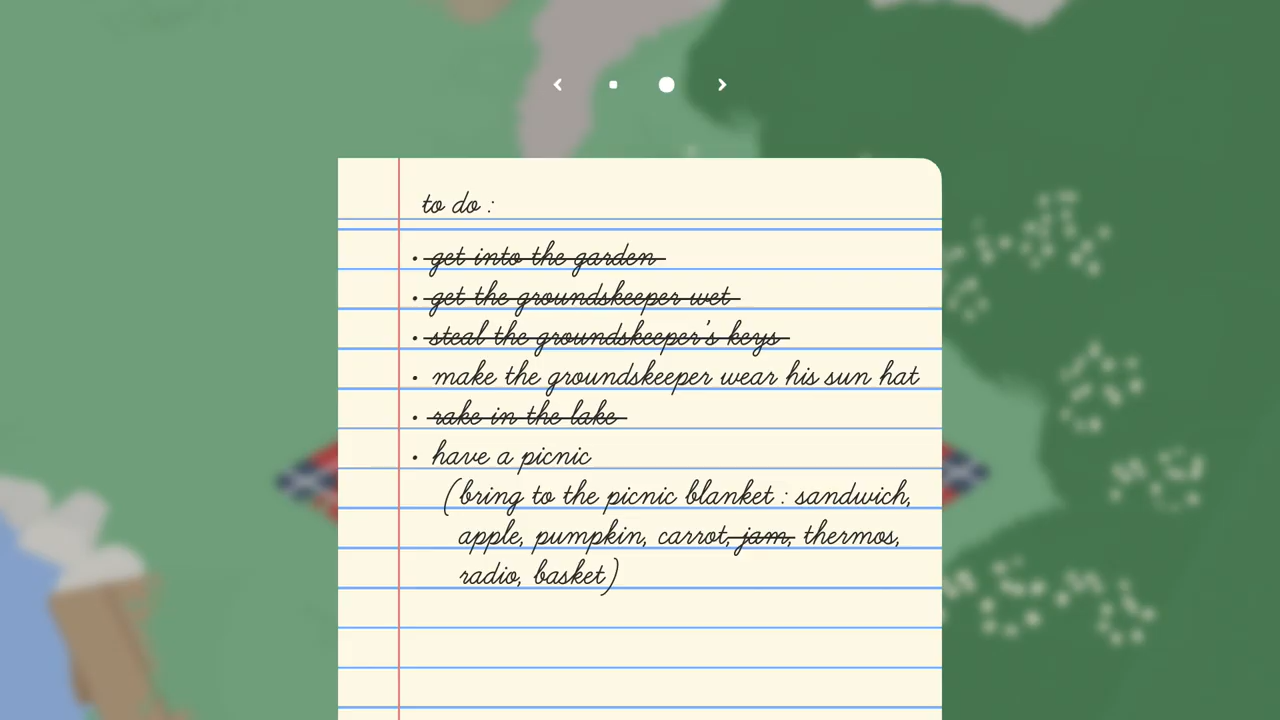 to do :
• get into the garden
• get the groundskeeper wet
• steal the groundskeeper's keys
• make the groundskeeper wear his sun hat
• rake in the lake
• have a picnic
(bring to the picnic blanket : sandwich,
apple, pumpkin, carrot, jam, thermos,
radio, basket)